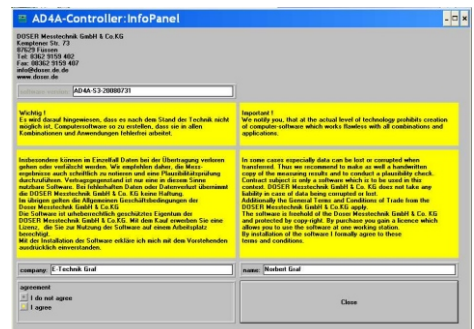 AD4A-Controller:InfoPanel
DOSER Messtechnik GmbH & Co.KG
Kemptener Str. 73
87629 Füssen
Tel: 8362 9159 482
Fax: 08362 9159 487
info@doser.de.de
www.doser.de
software version: AD4A-S3-20080731
Wichtig !
Es wird darauf hingewiesen, dass es nach dem Stand der Technik nicht
möglich ist, Computersoftware so zu erstellen, dass sie in allen
Kombinationen und Anwendungen fehlerfrei arbeitet.
Important !
We notify you, that at the actual level of technology prohibits creation
of computer-software which works flawless with all combinations and
applications.
Insbesondere können in Einzelfall Daten bei der Übertragung verloren
gehen oder verfälscht werden. Wir empfehlen daher, die Mess-
ergebnisse auch schriftlich zu notieren und eine Plausibilitätsprüfung
durchzuführen. Vertragsgegenstand ist nur eine in diesem Sinne
nutzbare Software. Bei fehlerhaften Daten oder Datenverlust übernimmt
die DOSER Messtechnik GmbH & Co. KG keine Haftung.
Im übrigen gelten die Allgemeinen Geschäftsbedingungen der
Doser Messtechnik GmbH & Co.KG
Die Software ist urheberrechtlich geschütztes Eigentum der
DOSER Messtechnik GmbH & Co. KG. Mit dem Kauf erwerben Sie eine
Lizenz, die Sie zur Nutzung der Software auf einem Arbeitsplatz
berechtigt.
Mit der Installation der Software erkläre ich mich mit dem Vorstehenden
ausdrücklich einverstanden.
In some cases especially data can be lost or corrupted when
transferred. Thus we recommend to make as well a handwritten
copy of the measuring results and to conduct a plausibility check.
Contract subject is only a software which is to be used in this
context. DOSER Messtechnik GmbH & Co. KG does not take any
liability in case of data being corrupted or lost.
Additionally the General Terms and Conditions of Trade from the
DOSER Messtechnik GmbH & Co.KG apply.
The software is freehold of the Doser Messtechnik GmbH & Co.KG
and protected by copy-right. By purchase you gain a licence which
allows you to use the software at one working station.
By installation of the software I formally agree to these
terms and conditions.
company: E-Technik Graf
name: Norbert Graf
agreement
I do not agree
I agree
Close